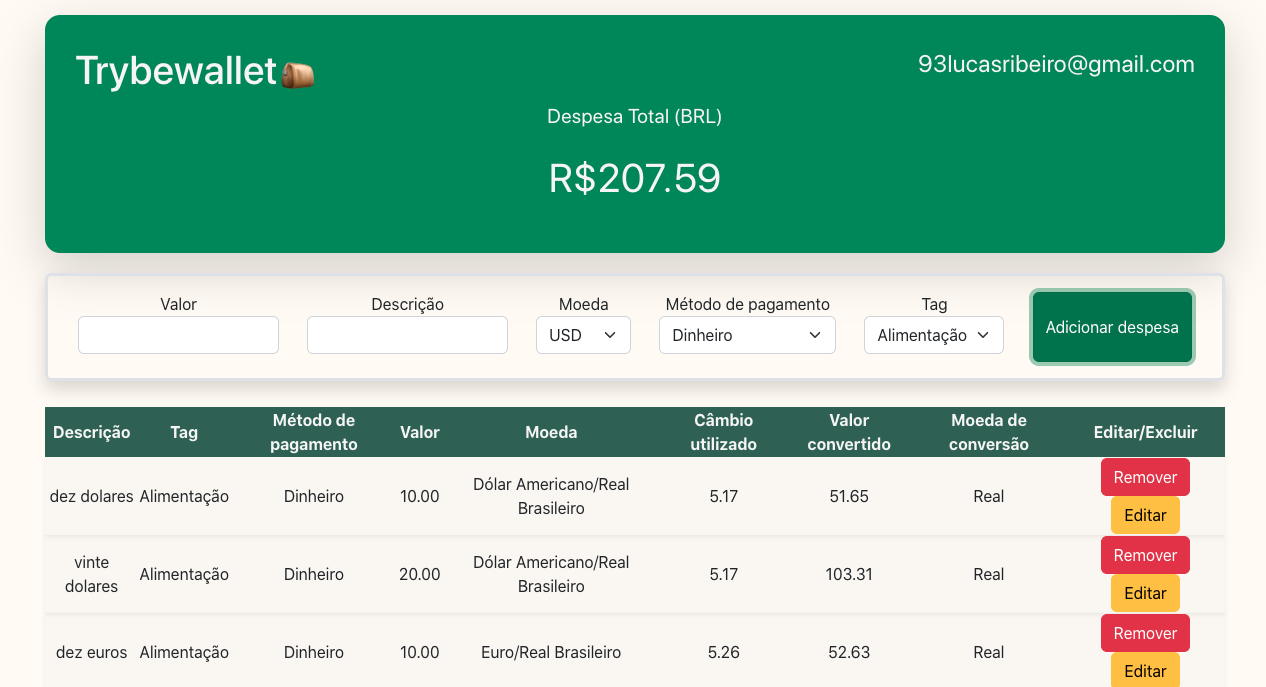 Trybewallet
93lucasribeiro@gmail.com
Despesa Total (BRL)
R$207.59
Valor Descrição Moeda Método de pagamento Tag
USD Dinheiro Alimentação Adicionar despesa
Descrição Tag Método de pagamento Valor Moeda Câmbio utilizado Valor convertido Moeda de conversão Editar/Excluir
dez dolares Alimentação Dinheiro 10.00 Dólar Americano/Real Brasileiro 5.17 51.65 Real Remover
Editar
vinte dolares Alimentação Dinheiro 20.00 Dólar Americano/Real Brasileiro 5.17 103.31 Real Remover
Editar
dez euros Alimentação Dinheiro 10.00 Euro/Real Brasileiro 5.26 52.63 Real Remover
Editar